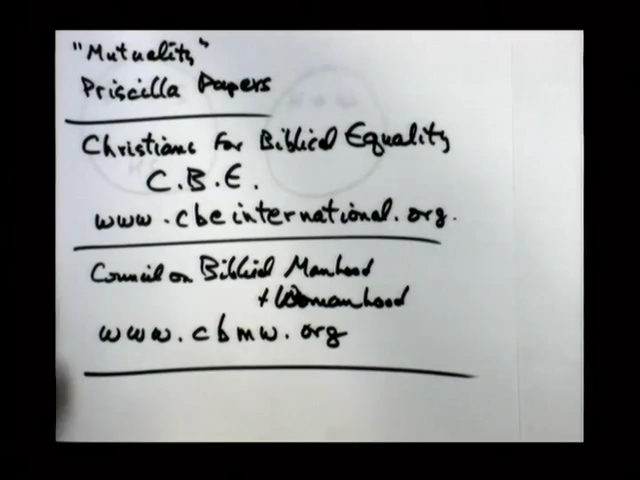 "Mutuality"
Priscilla Papers
Christians For Biblical Equality
C.B.E.
www.cbeinternational.org.
Council on Biblical Manhood
+ Womanhood
www.cbmw.org